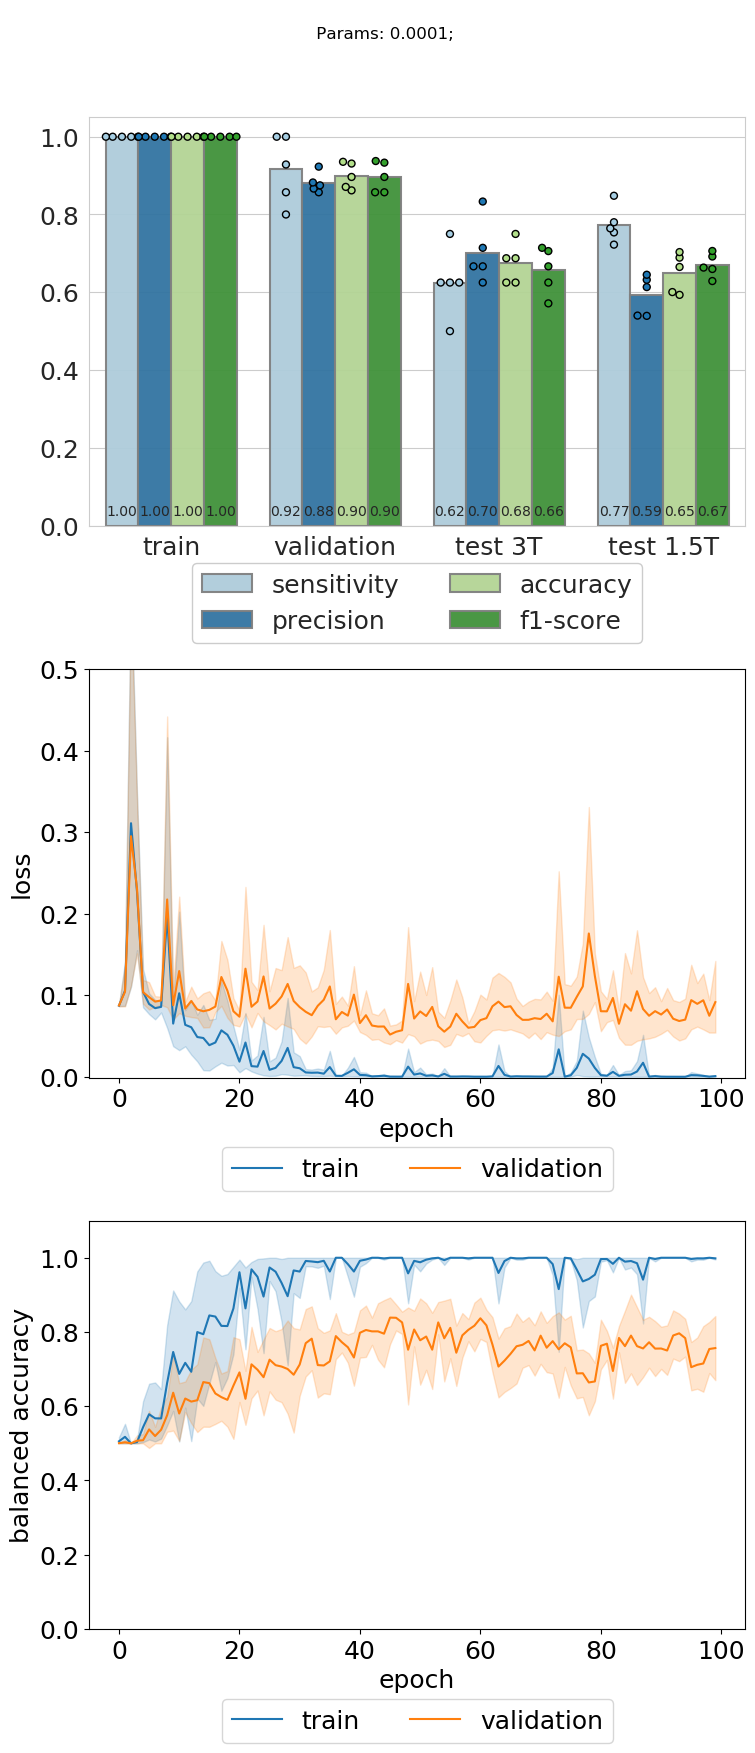 Params: 0.0001;
1.0
0.8
0.6
0.4
0.2
0.0
1.00 1.00 1.00 1.00 0.92 0.88 0.90 0.90 0.62 0.70 0.68 0.66 0.77 0.59 0.65 0.67
train validation test 3T test 1.5T
sensitivity accuracy
precision f1-score
0.5
0.4
0.3
0.2
0.1
0.0
loss
0 20 40 60 80 100
epoch
train validation
1.0
0.8
0.6
0.4
0.2
0.0
balanced accuracy
0 20 40 60 80 100
epoch
train validation